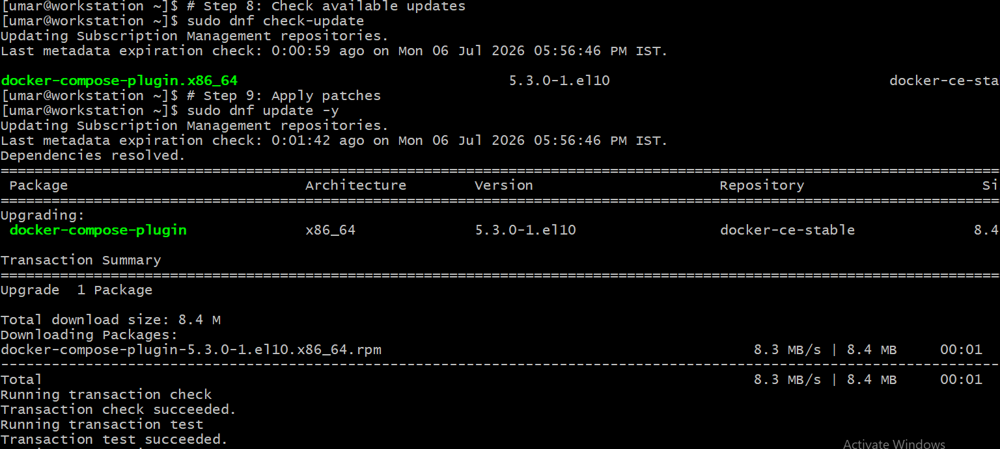 [umar@workstation ~]$ # Step 8: Check available updates
[umar@workstation ~]$ sudo dnf check-update
Updating Subscription Management repositories.
Last metadata expiration check: 0:00:59 ago on Mon 06 Jul 2026 05:56:46 PM IST.
docker-compose-plugin.x86_64 5.3.0-1.el10 docker-ce-sta
[umar@workstation ~]$ # Step 9: Apply patches
[umar@workstation ~]$ sudo dnf update -y
Updating Subscription Management repositories.
Last metadata expiration check: 0:01:42 ago on Mon 06 Jul 2026 05:56:46 PM IST.
Dependencies resolved.
================================================================================
Package Architecture Version Repository Si
================================================================================
Upgrading:
docker-compose-plugin x86_64 5.3.0-1.el10 docker-ce-stable 8.4
Transaction Summary
================================================================================
Upgrade 1 Package
Total download size: 8.4 M
Downloading Packages:
docker-compose-plugin-5.3.0-1.el10.x86_64.rpm 8.3 MB/s | 8.4 MB 00:01
--------------------------------------------------------------------------------
Total 8.3 MB/s | 8.4 MB 00:01
Running transaction check
Transaction check succeeded.
Running transaction test
Transaction test succeeded.
Activate Windows